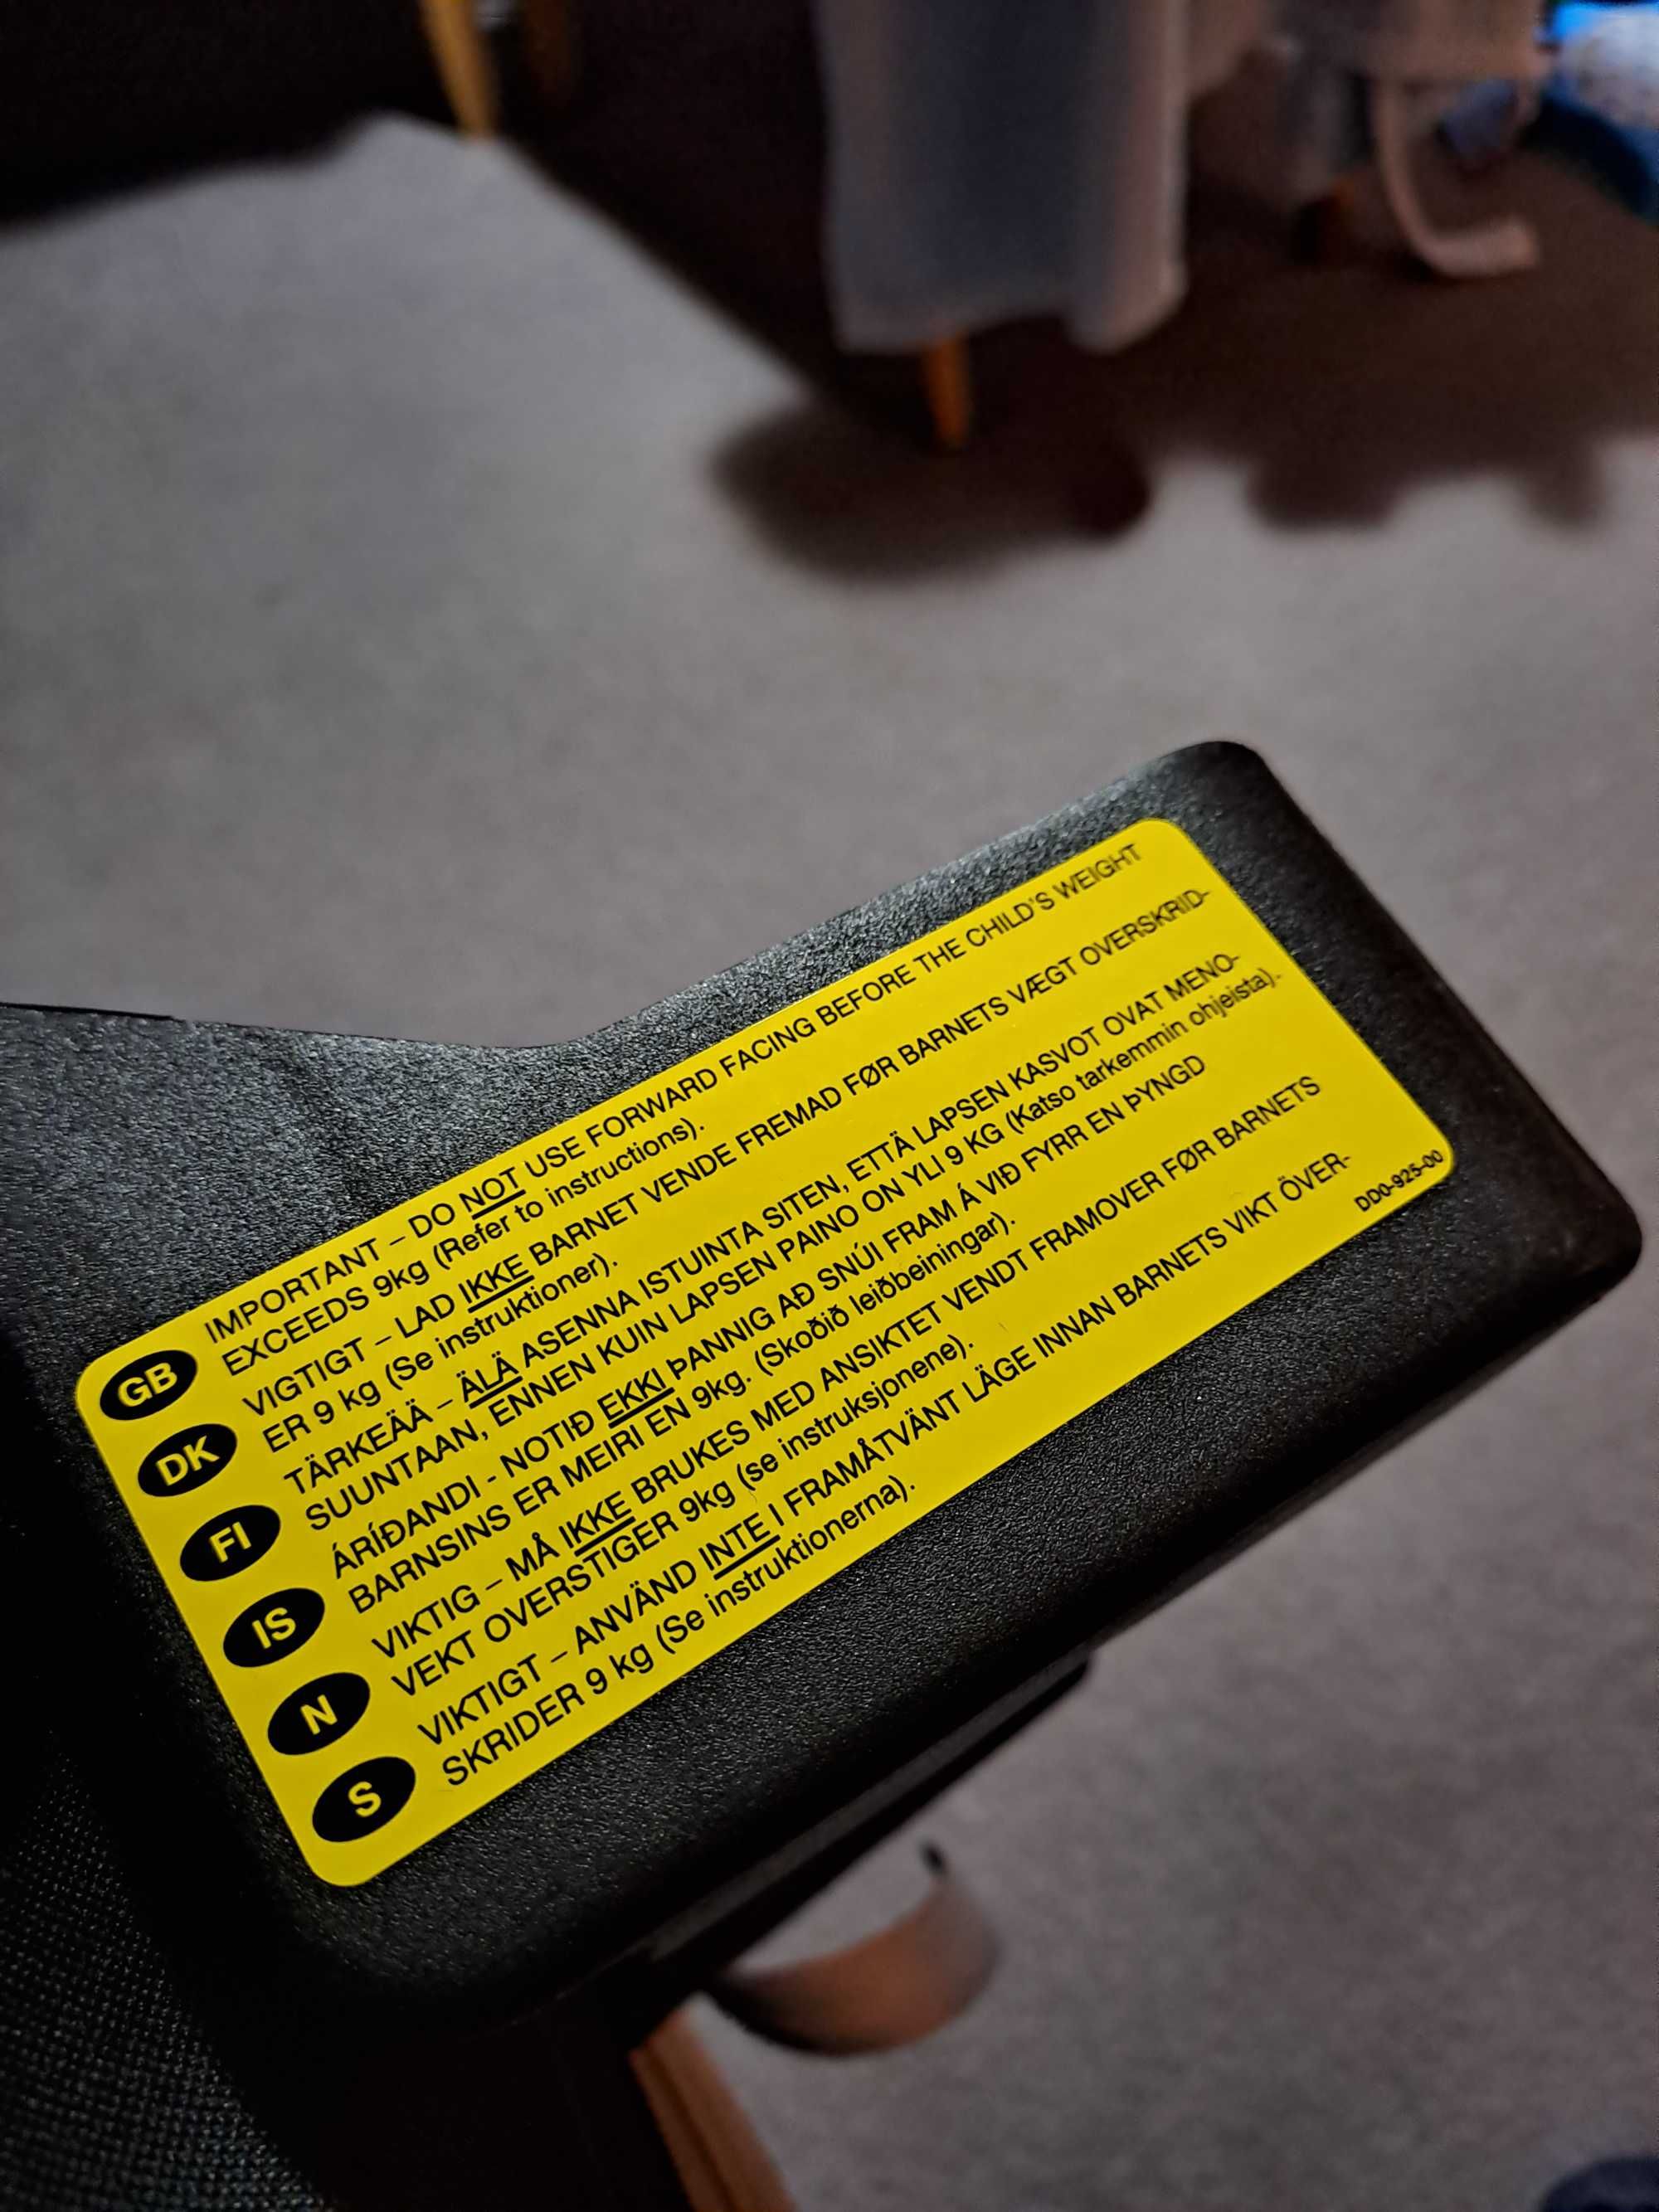 GB IMPORTANT – DO NOT USE FORWARD FACING BEFORE THE CHILD'S WEIGHT
EXCEEDS 9kg (Refer to instructions).
DK VIGTIGT – LAD IKKE BARNET VENDE FREMAD FØR BARNETS VÆGT OVERSKRID-
ER 9 kg (Se instruktioner).
FI TÄRKEÄÄ – ÄLÄ ASENNA ISTUINTA SITEN, ETTÄ LAPSEN KASVOT OVAT MENO-
SUUNTAAN, ENNEN KUIN LAPSEN PAINO ON YLI 9 KG (Katso tarkemmin ohjeista).
IS ÁRÍÐANDI - NOTIÐ EKKI ÞANNIG AÐ SNÚI FRAM Á VIÐ FYRR EN ÞYNGD
BARNSINS ER MEIRI EN 9kg. (Skoðið leiðbeiningar).
N VIKTIG – MÅ IKKE BRUKES MED ANSIKTET VENDT FRAMOVER FØR BARNETS
VEKT OVERSTIGER 9kg (se instruksjonene).
S VIKTIGT – ANVÄND INTE I FRAMÅTVÄNT LÄGE INNAN BARNETS VIKT ÖVER-
SKRIDER 9 kg (Se instruktionerna).
DD0-925-00